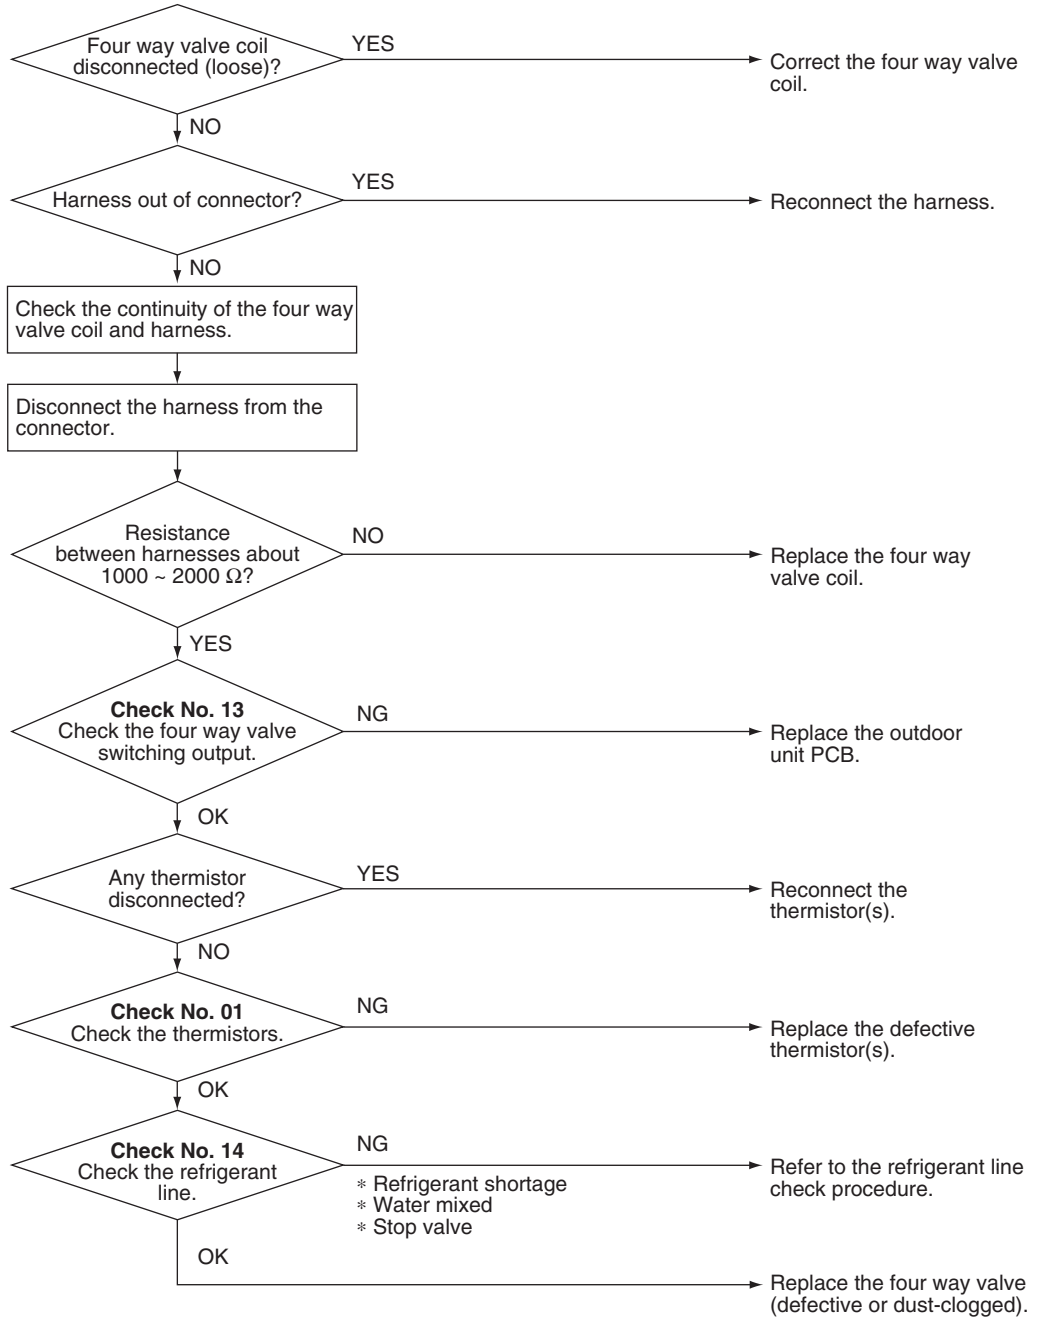 Four way valve coil
disconnected (loose)?
YES
Correct the four way valve
coil.
NO
Harness out of connector?
YES
Reconnect the harness.
NO
Check the continuity of the four way
valve coil and harness.
Disconnect the harness from the
connector.
Resistance
between harnesses about
1000 ~ 2000 Ω?
NO
Replace the four way
valve coil.
YES
Check No. 13
Check the four way valve
switching output.
NG
Replace the outdoor
unit PCB.
OK
Any thermistor
disconnected?
YES
Reconnect the
thermistor(s).
NO
Check No. 01
Check the thermistors.
NG
Replace the defective
thermistor(s).
OK
Check No. 14
Check the refrigerant
line.
NG
∗ Refrigerant shortage
∗ Water mixed
∗ Stop valve
Refer to the refrigerant line
check procedure.
OK
Replace the four way valve
(defective or dust-clogged).